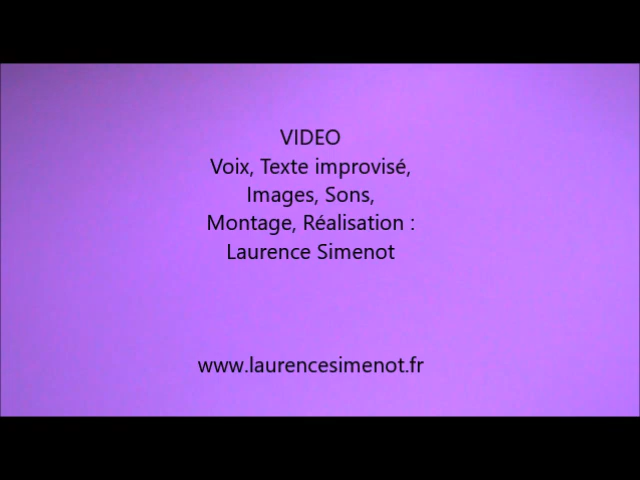 VIDEO
Voix, Texte improvisé,
Images, Sons,
Montage, Réalisation :
Laurence Simenot
www.laurencesimenot.fr